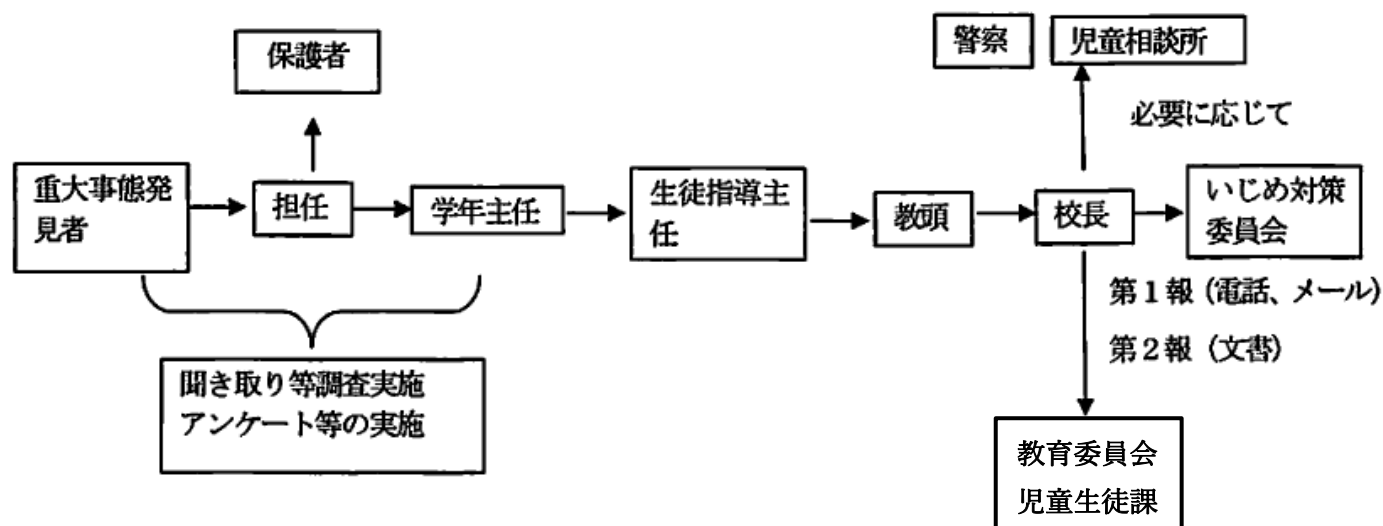 保護者
警察
児童相談所
必要に応じて
重大事態発
見者
担任
学年主任
生徒指導主
任
教頭
校長
いじめ対策
委員会
第1報（電話、メール）
第2報（文書）
聞き取り等調査実施
アンケート等の実施
教育委員会
児童生徒課